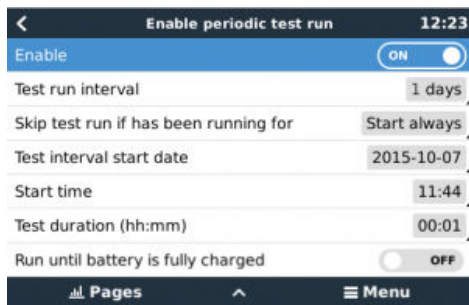 Enable periodic test run 12:23
Enable ON
Test run interval 1 days
Skip test run if has been running for Start always
Test interval start date 2015-10-07
Start time 11:44
Test duration (hh:mm) 00:01
Run until battery is fully charged OFF
Pages Menu